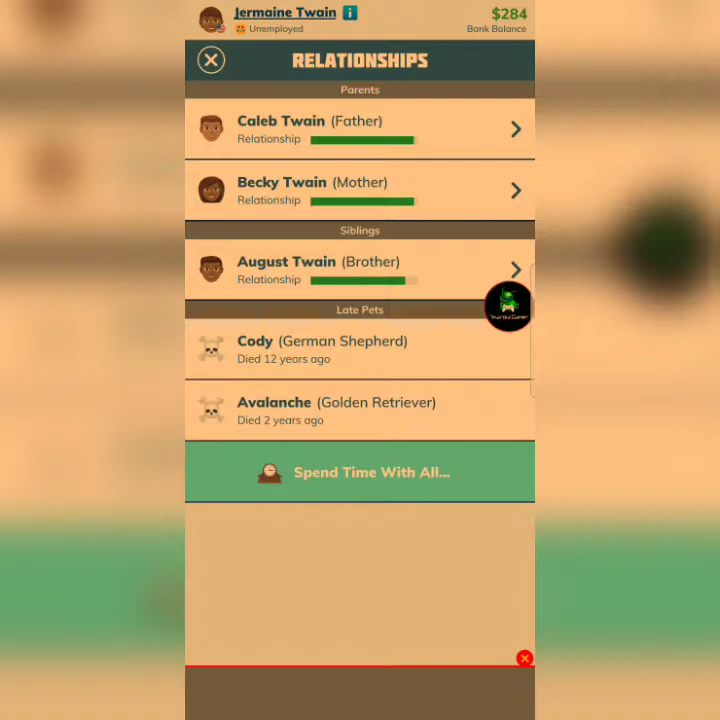 Jermaine Twain i
$284
Unemployed
Bank Balance
RELATIONSHIPS
Parents
Caleb Twain (Father)
Relationship
Becky Twain (Mother)
Relationship
Siblings
August Twain (Brother)
Relationship
Late Pets
Cody (German Shepherd)
Died 12 years ago
Avalanche (Golden Retriever)
Died 2 years ago
Spend Time With All...